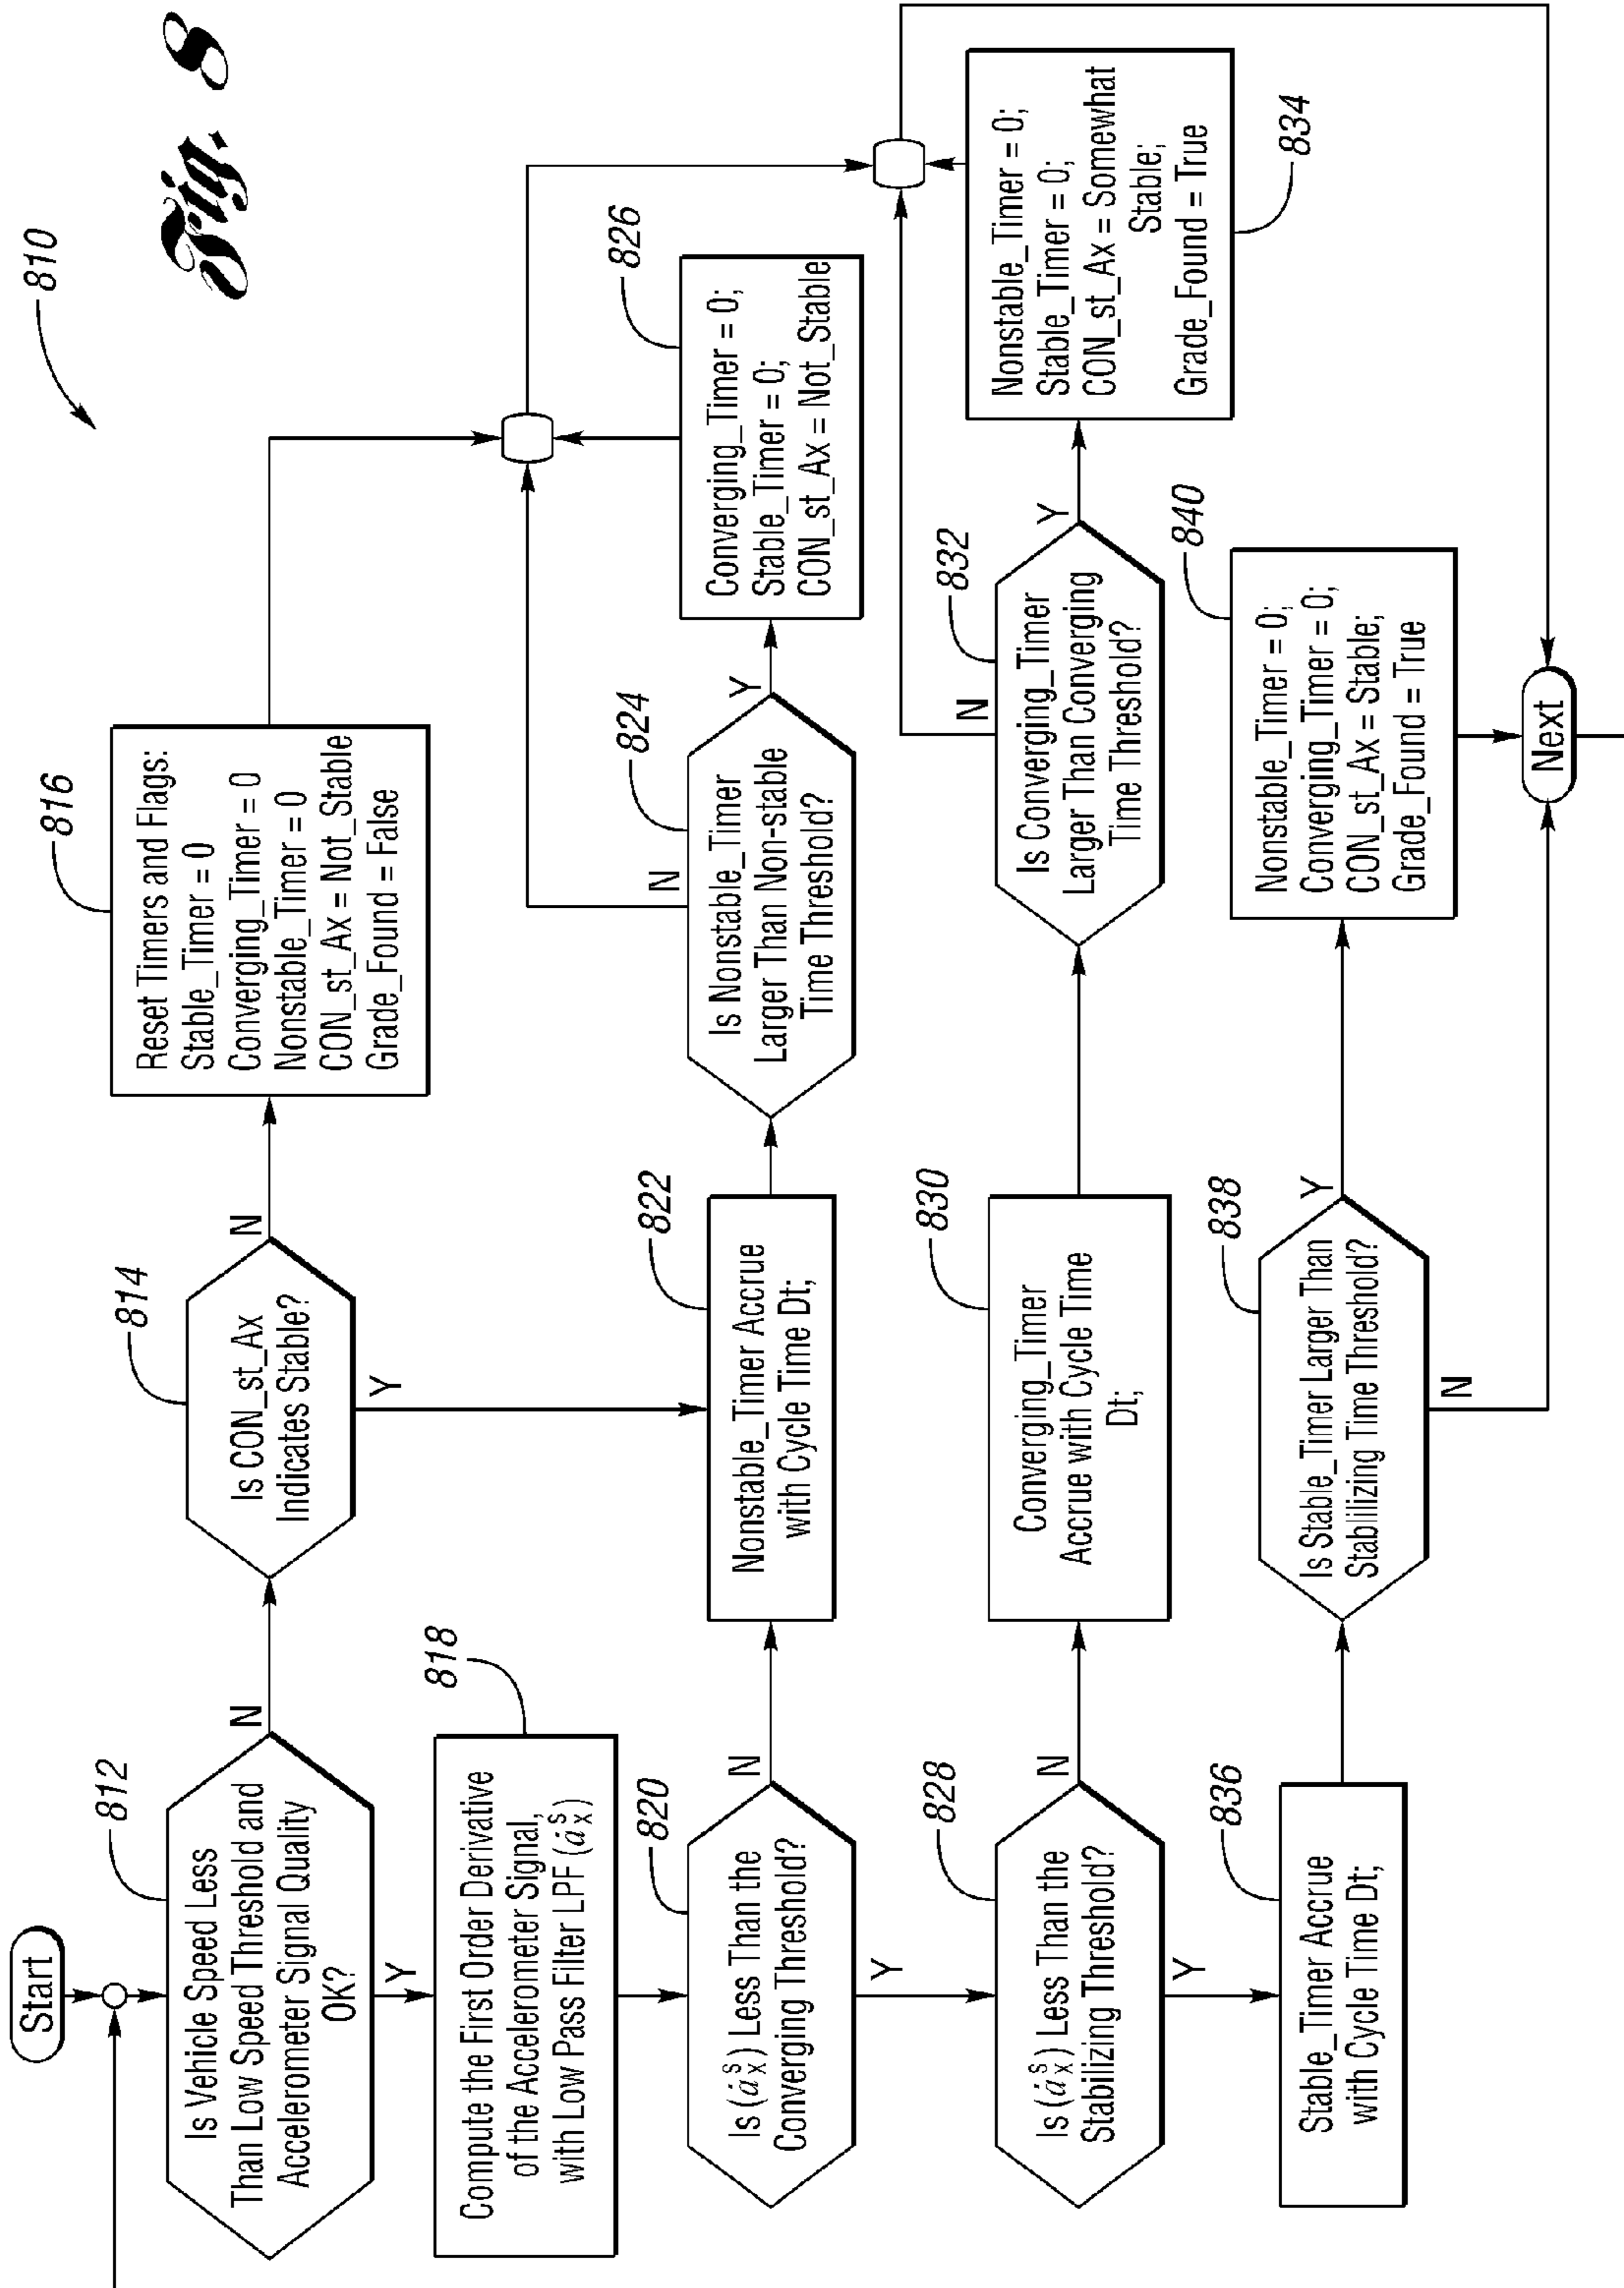 Fig. 8
810
Start
812
Is Vehicle Speed Less
Than Low Speed Threshold and
Accelerometer Signal Quality
OK?
N
Y
814
Is CON_st_Ax
Indicates Stable?
N
Y
816
Reset Timers and Flags:
Stable_Timer = 0
Converging_Timer = 0
Nonstable_Timer = 0
CON_st_Ax = Not_Stable
Grade_Found = False
818
Compute the First Order Derivative
of the Accelerometer Signal,
with Low Pass Filter LPF (ȧₓˢ)
820
Is (ȧₓˢ) Less Than the
Converging Threshold?
N
Y
822
Nonstable_Timer Accrue
with Cycle Time Dt;
824
Is Nonstable_Timer
Larger Than Non-stable
Time Threshold?
N
Y
826
Converging_Timer = 0;
Stable_Timer = 0;
CON_st_Ax = Not_Stable
828
Is (ȧₓˢ) Less Than the
Stabilizing Threshold?
N
Y
830
Converging_Timer
Accrue with Cycle Time
Dt;
832
Is Converging_Timer
Larger Than Converging
Time Threshold?
N
Y
834
Nonstable_Timer = 0;
Stable_Timer = 0;
CON_st_Ax = Somewhat
Stable;
Grade_Found = True
836
Stable_Timer Accrue
with Cycle Time Dt;
838
Is Stable_Timer Larger Than
Stabilizing Time Threshold?
Y
N
840
Nonstable_Timer = 0;
Converging_Timer = 0;
CON_st_Ax = Stable;
Grade_Found = True
Next